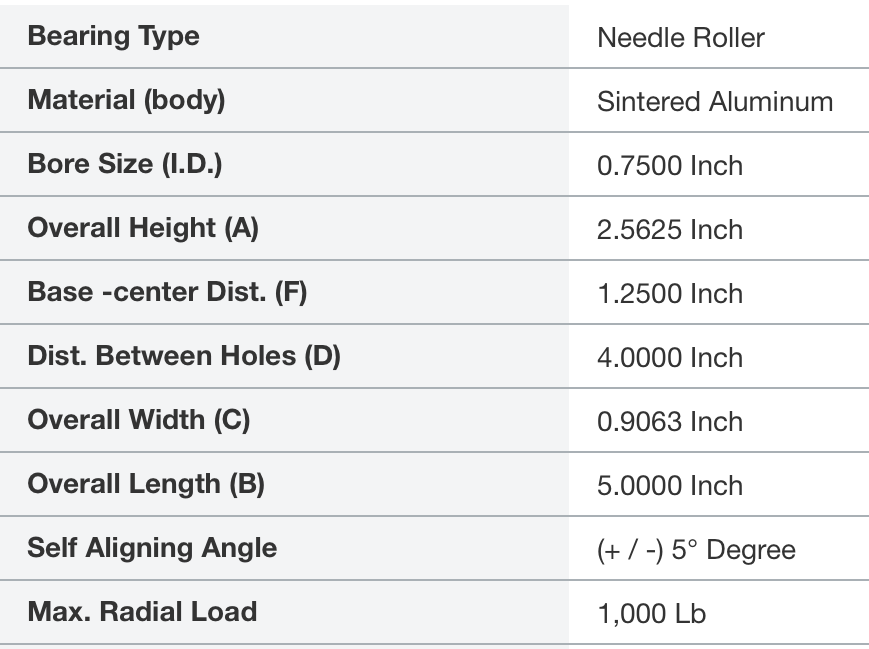 Bearing Type Needle Roller
Material (body) Sintered Aluminum
Bore Size (I.D.) 0.7500 Inch
Overall Height (A) 2.5625 Inch
Base -center Dist. (F) 1.2500 Inch
Dist. Between Holes (D) 4.0000 Inch
Overall Width (C) 0.9063 Inch
Overall Length (B) 5.0000 Inch
Self Aligning Angle (+ / -) 5° Degree
Max. Radial Load 1,000 Lb